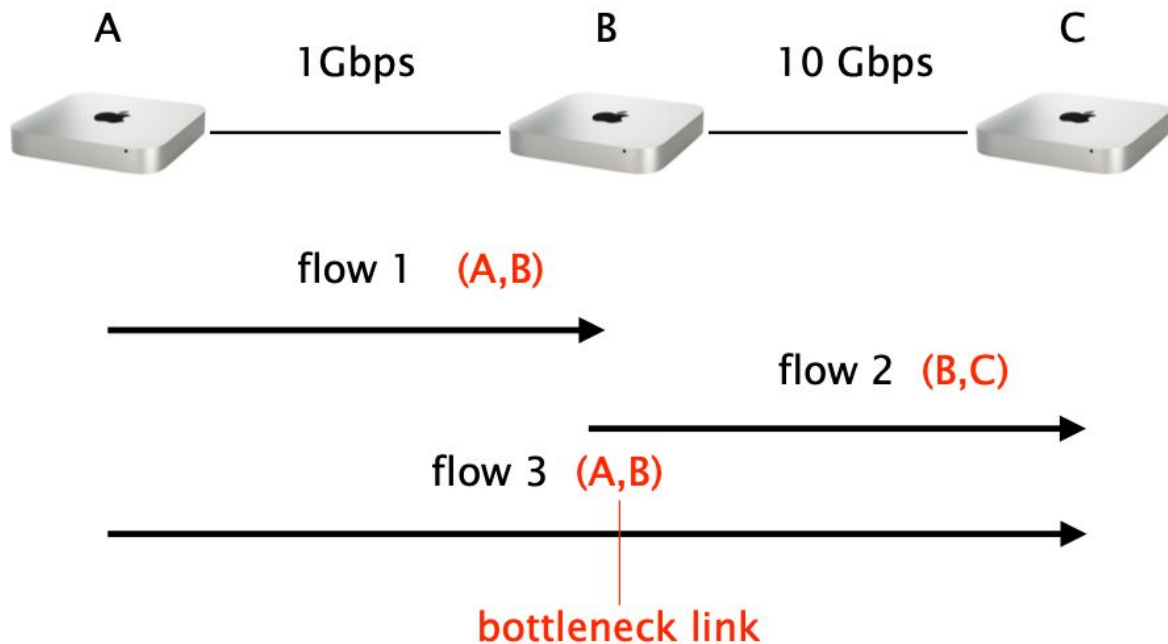 A
B
C
1Gbps
10 Gbps
flow 1 (A,B)
flow 2 (B,C)
flow 3 (A,B)
bottleneck link